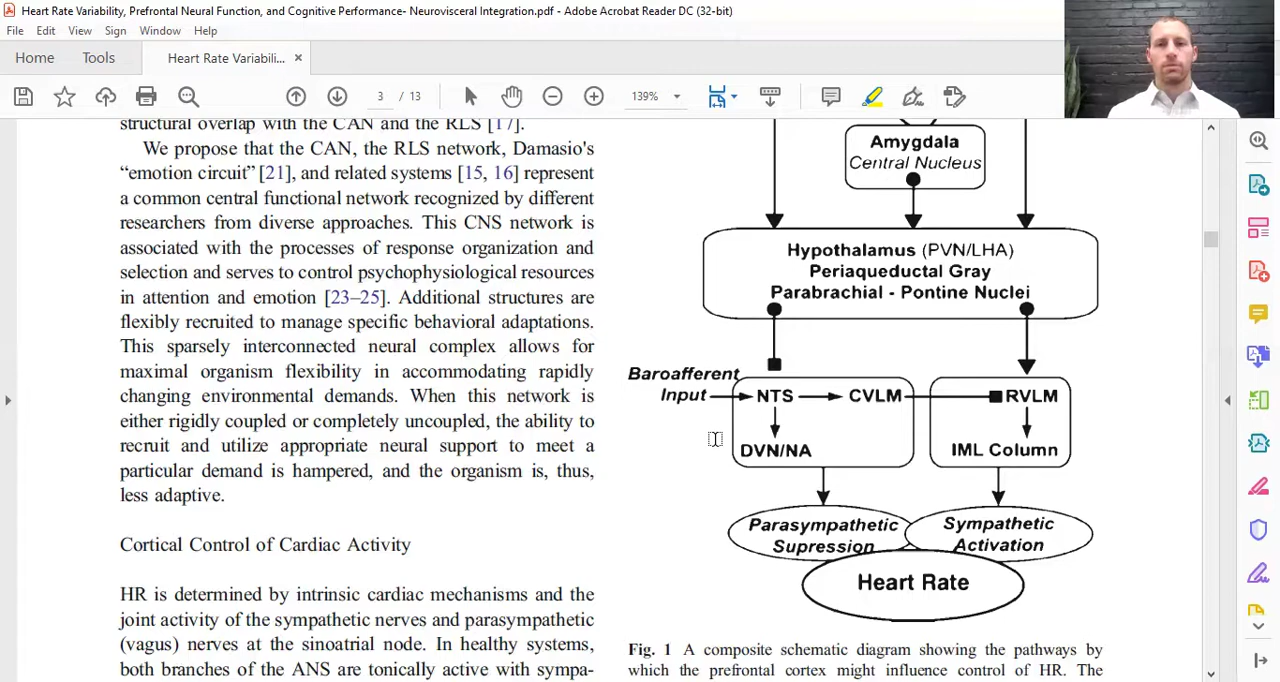 Heart Rate Variability, Prefrontal Neural Function, and Cognitive Performance- Neurovisceral Integration.pdf - Adobe Acrobat Reader DC (32-bit)
File Edit View Sign Window Help
Home Tools Heart Rate Variabili... ×
3 / 13 139%
structural overlap with the CAN and the RLS [17].
We propose that the CAN, the RLS network, Damasio's
“emotion circuit” [21], and related systems [15, 16] represent
a common central functional network recognized by different
researchers from diverse approaches. This CNS network is
associated with the processes of response organization and
selection and serves to control psychophysiological resources
in attention and emotion [23–25]. Additional structures are
flexibly recruited to manage specific behavioral adaptations.
This sparsely interconnected neural complex allows for
maximal organism flexibility in accommodating rapidly
changing environmental demands. When this network is
either rigidly coupled or completely uncoupled, the ability to
recruit and utilize appropriate neural support to meet a
particular demand is hampered, and the organism is, thus,
less adaptive.
Cortical Control of Cardiac Activity
HR is determined by intrinsic cardiac mechanisms and the
joint activity of the sympathetic nerves and parasympathetic
(vagus) nerves at the sinoatrial node. In healthy systems,
both branches of the ANS are tonically active with sympa-
Amygdala
Central Nucleus
Hypothalamus (PVN/LHA)
Periaqueductal Gray
Parabrachial - Pontine Nuclei
Baroafferent
Input
NTS CVLM RVLM
DVN/NA IML Column
Parasympathetic
Supression
Sympathetic
Activation
Heart Rate
Fig. 1 A composite schematic diagram showing the pathways by
which the prefrontal cortex might influence control of HR. The